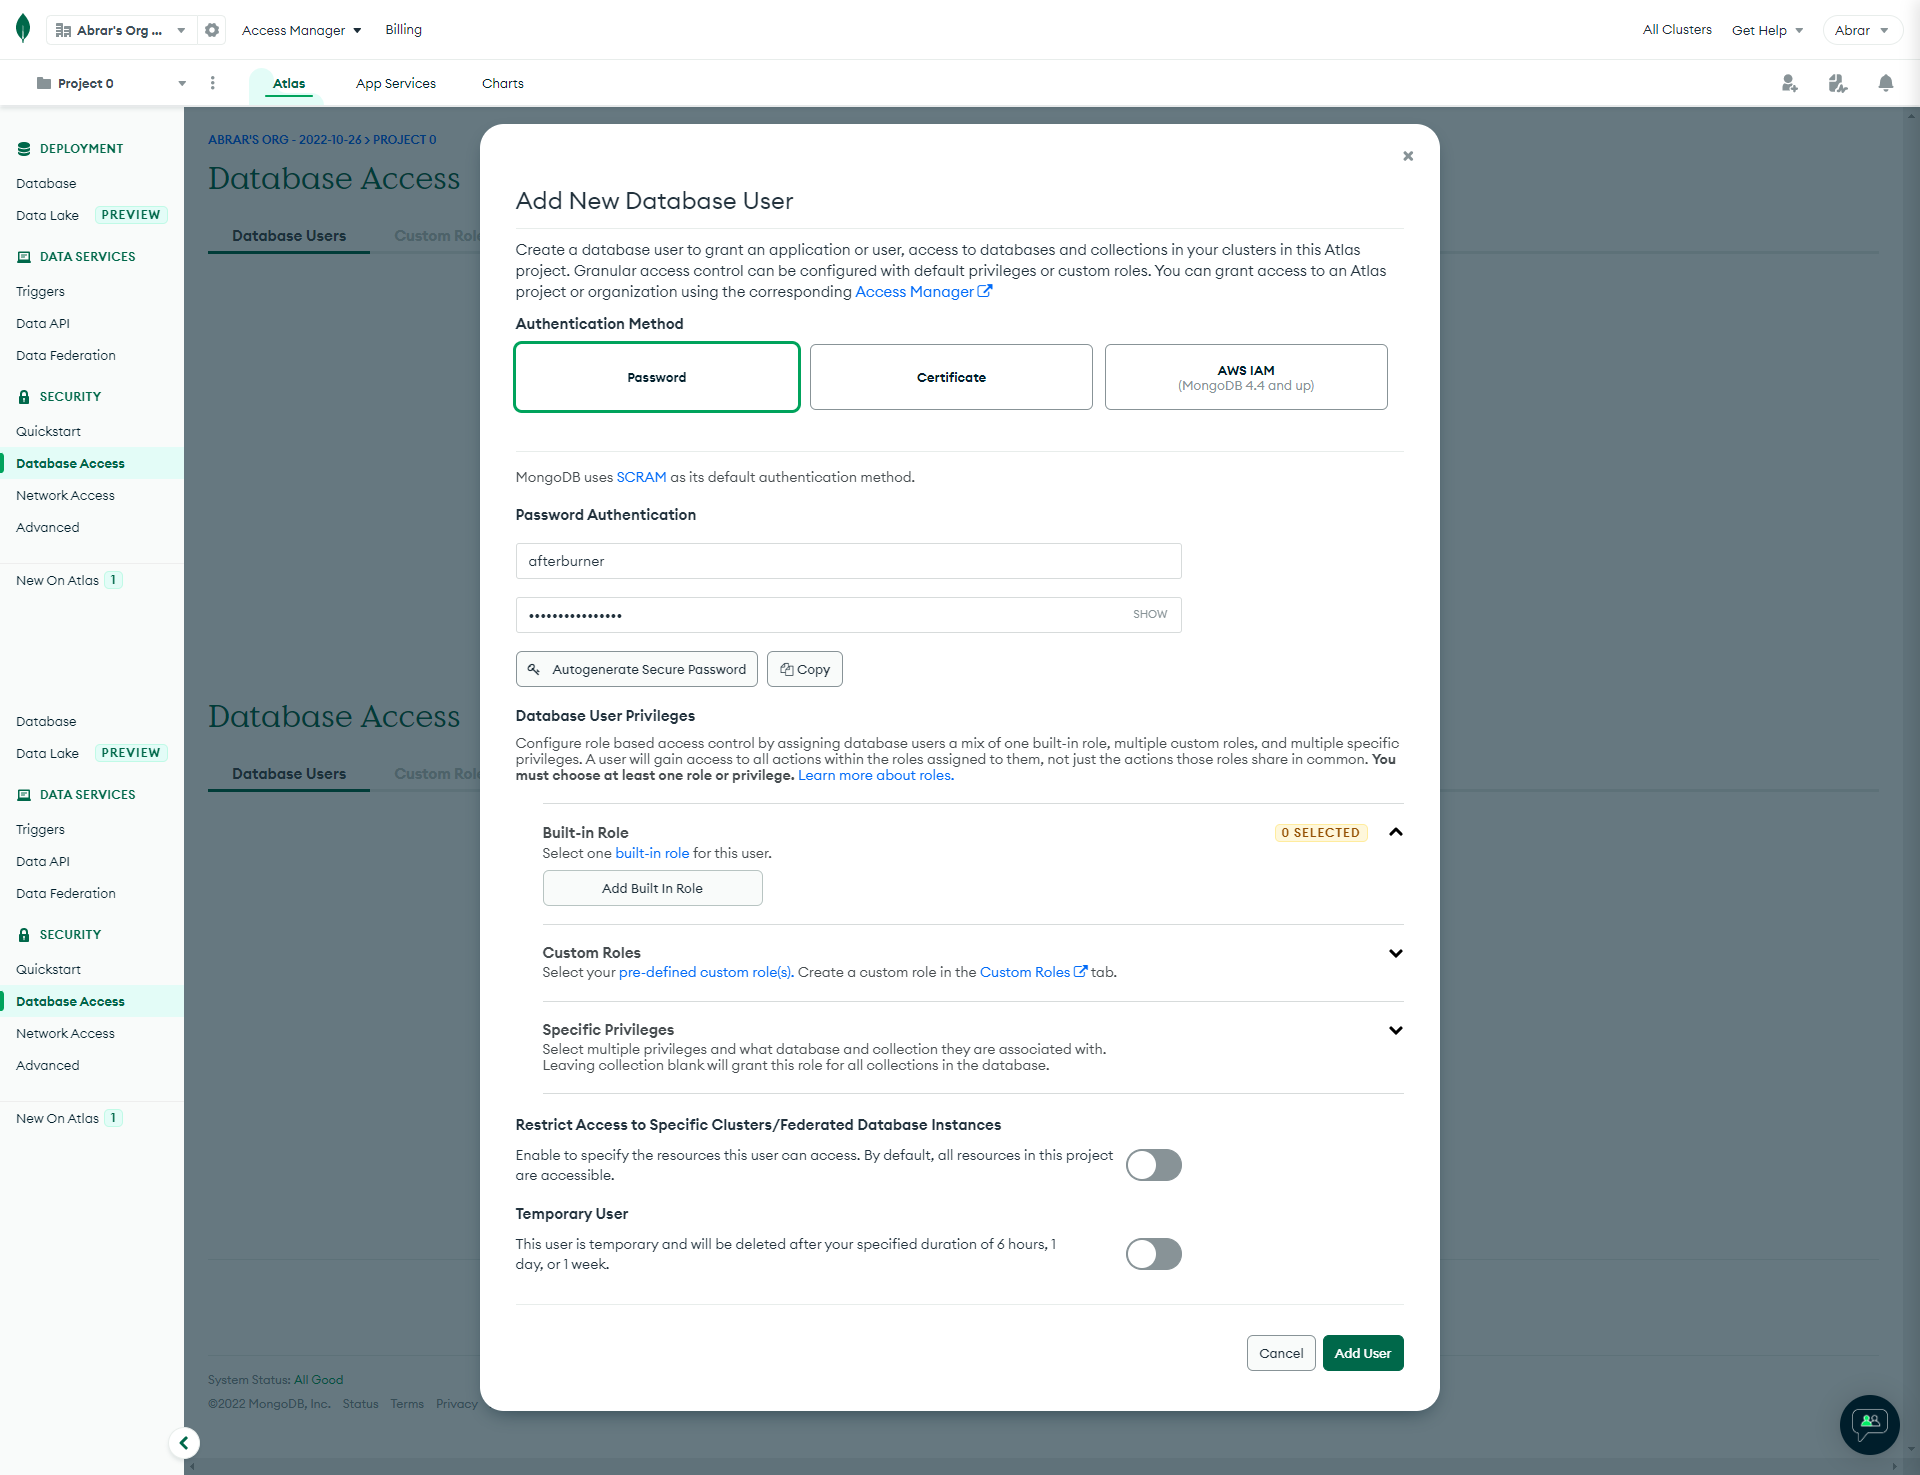 Abrar's Org ...
Access Manager
Billing
All Clusters
Get Help
Abrar
Project 0
Atlas
App Services
Charts
DEPLOYMENT
Database
Data Lake PREVIEW
DATA SERVICES
Triggers
Data API
Data Federation
SECURITY
Quickstart
Database Access
Network Access
Advanced
New On Atlas 1
Database
Data Lake PREVIEW
DATA SERVICES
Triggers
Data API
Data Federation
SECURITY
Quickstart
Database Access
Network Access
Advanced
New On Atlas 1
ABRAR'S ORG - 2022-10-26 > PROJECT 0
Database Access
Database Users
Custom Role
Database Access
Database Users
Custom Role
System Status: All Good
©2022 MongoDB, Inc. Status Terms Privacy
Add New Database User
Create a database user to grant an application or user, access to databases and collections in your clusters in this Atlas
project. Granular access control can be configured with default privileges or custom roles. You can grant access to an Atlas
project or organization using the corresponding Access Manager
Authentication Method
Password
Certificate
AWS IAM
(MongoDB 4.4 and up)
MongoDB uses SCRAM as its default authentication method.
Password Authentication
afterburner
••••••••••••••••
SHOW
Autogenerate Secure Password
Copy
Database User Privileges
Configure role based access control by assigning database users a mix of one built-in role, multiple custom roles, and multiple specific
privileges. A user will gain access to all actions within the roles assigned to them, not just the actions those roles share in common. You
must choose at least one role or privilege. Learn more about roles.
Built-in Role
0 SELECTED
Select one built-in role for this user.
Add Built In Role
Custom Roles
Select your pre-defined custom role(s). Create a custom role in the Custom Roles tab.
Specific Privileges
Select multiple privileges and what database and collection they are associated with.
Leaving collection blank will grant this role for all collections in the database.
Restrict Access to Specific Clusters/Federated Database Instances
Enable to specify the resources this user can access. By default, all resources in this project
are accessible.
Temporary User
This user is temporary and will be deleted after your specified duration of 6 hours, 1
day, or 1 week.
Cancel
Add User